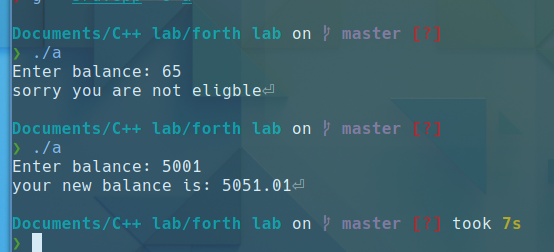 Documents/C++ lab/forth lab on ᚠ master [?]
❯ ./a
Enter balance: 65
sorry you are not eligble⏎
Documents/C++ lab/forth lab on ᚠ master [?]
❯ ./a
Enter balance: 5001
your new balance is: 5051.01⏎
Documents/C++ lab/forth lab on ᚠ master [?] took 7s
❯